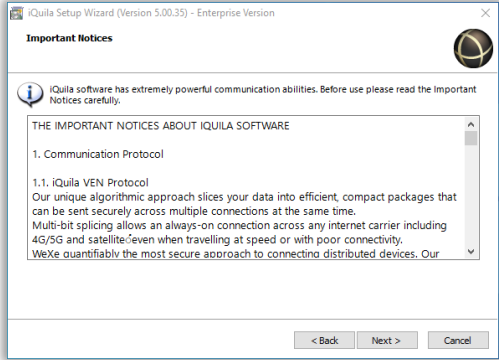 iQuila Setup Wizard (Version 5.00.35) - Enterprise Version
Important Notices
iQuila software has extremely powerful communication abilities. Before use please read the Important
Notices carefully.
THE IMPORTANT NOTICES ABOUT IQUILA SOFTWARE
1. Communication Protocol
1.1. iQuila VEN Protocol
Our unique algorithmic approach slices your data into efficient, compact packages that
can be sent securely across multiple connections at the same time.
Multi-bit splicing allows an always-on connection across any internet carrier including
4G/5G and satelliteóeven when travelling at speed or with poor connectivity.
WeXe quantifiably the most secure approach to connecting distributed devices. Our
< Back
Next >
Cancel